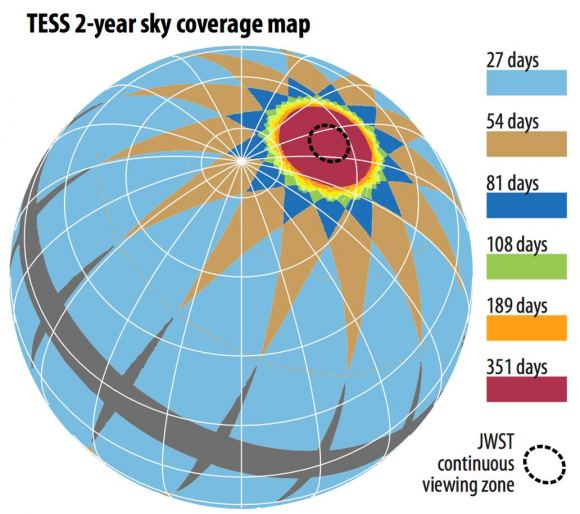 TESS 2-year sky coverage map
27 days
54 days
81 days
108 days
189 days
351 days
JWST
continuous
viewing zone